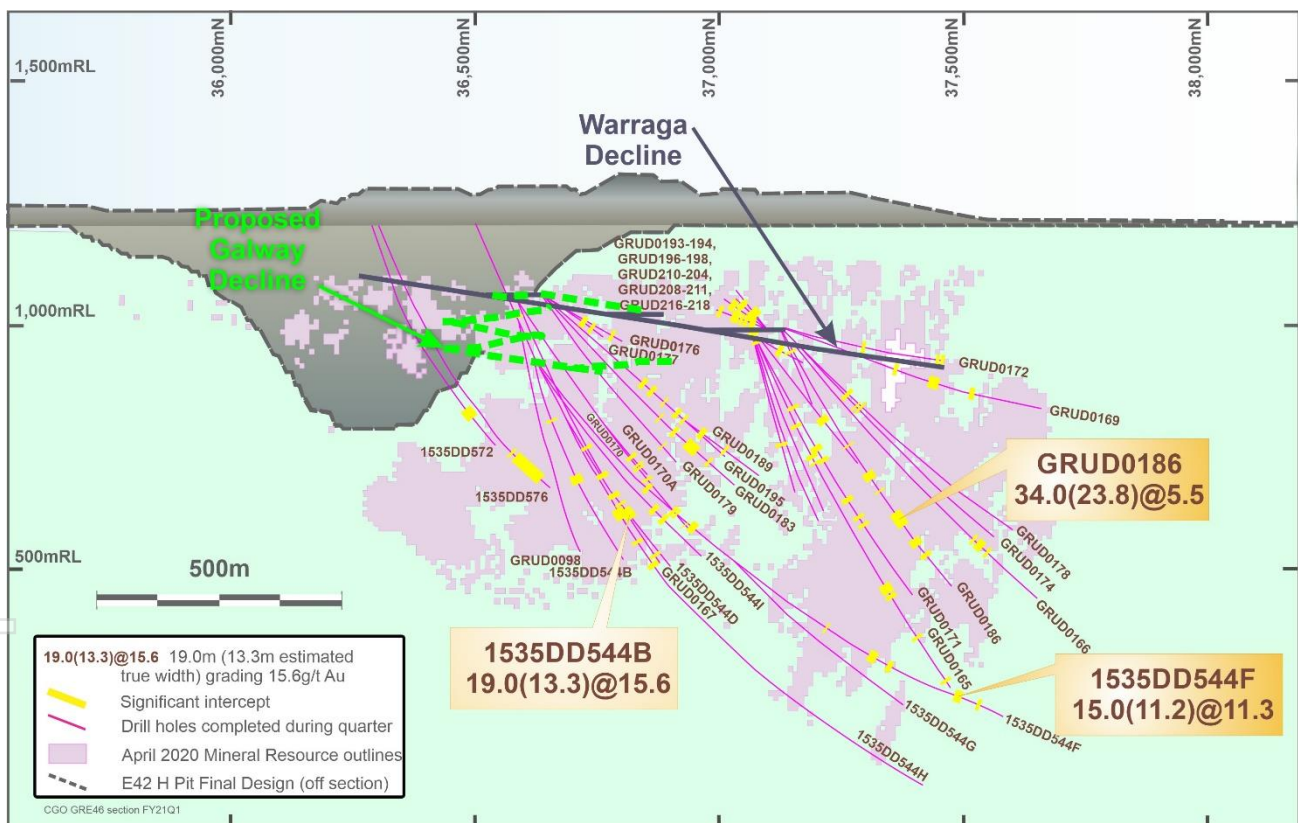 36,000mN
36,500mN
37,000mN
37,500mN
38,000mN
1,500mRL
1,000mRL
500mRL
Warraga
Decline
Proposed
Galway
Decline
GRUD0193-194,
GRUD196-198,
GRUD210-204,
GRUD208-211,
GRUD216-218
GRUD0176
GRUD0177
GRUD0172
GRUD0169
GRUD0170
GRUD0170A
GRUD0189
GRUD0195
GRUD0183
GRUD0179
1535DD572
1535DD576
GRUD0098
1535DD544B
GRUD0167
1535DD544D
1535DD544I
GRUD0178
GRUD0174
GRUD0166
GRUD0186
GRUD0171
GRUD0165
1535DD544F
1535DD544G
1535DD544H
GRUD0186
34.0(23.8)@5.5
1535DD544B
19.0(13.3)@15.6
1535DD544F
15.0(11.2)@11.3
500m
19.0(13.3)@15.6 19.0m (13.3m estimated
true width) grading 15.6g/t Au
Significant intercept
Drill holes completed during quarter
April 2020 Mineral Resource outlines
E42 H Pit Final Design (off section)
CGO GRE46 section FY21Q1